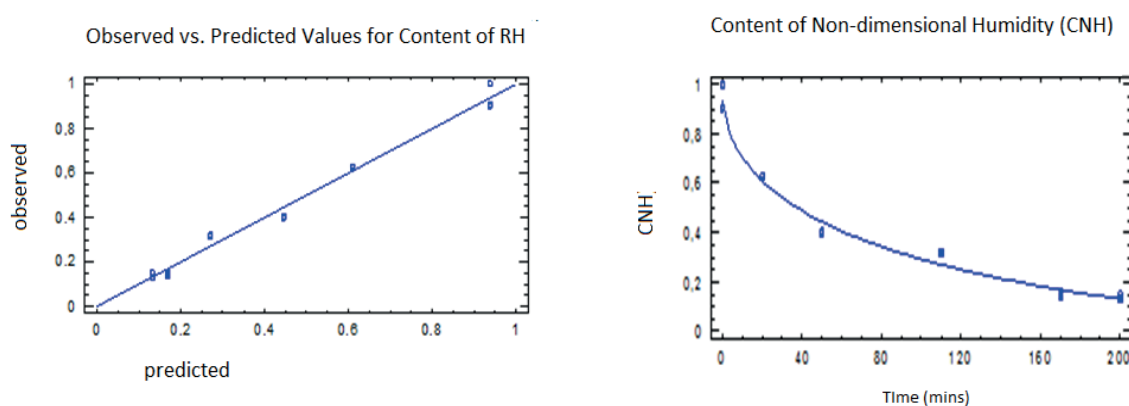 Observed vs. Predicted Values for Content of RH
observed
1
0.8
0.6
0.4
0.2
0
0 0.2 0.4 0.6 0.8 1
predicted
Content of Non-dimensional Humidity (CNH)
CNH
1
0,8
0,6
0,4
0,2
0
0 40 80 120 160 200
TIme (mins)